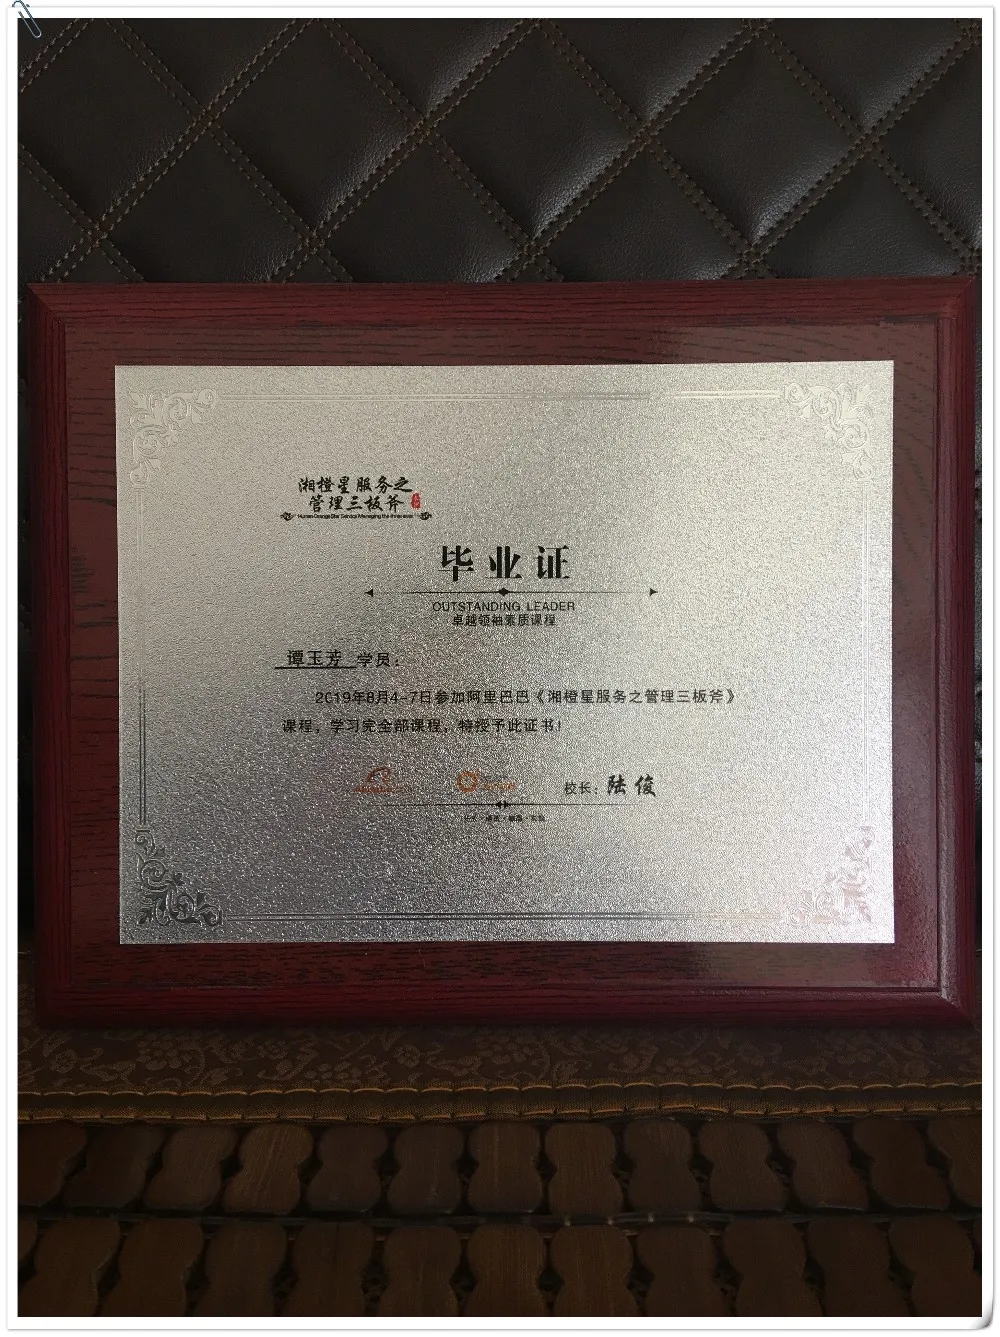 湘橙星服务之
管理三板斧
毕业证
OUTSTANDING LEADER
卓越领袖素质课程
谭玉芳 学员：
2019年8月4-7日参加阿里巴巴《湘橙星服务之管理三板斧》
课程，学习完全部课程，特授予此证书！
校长：陆俊